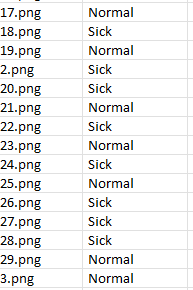 17.png Normal
18.png Sick
19.png Normal
2.png Sick
20.png Sick
21.png Normal
22.png Sick
23.png Normal
24.png Sick
25.png Normal
26.png Sick
27.png Sick
28.png Sick
29.png Normal
3.png Normal